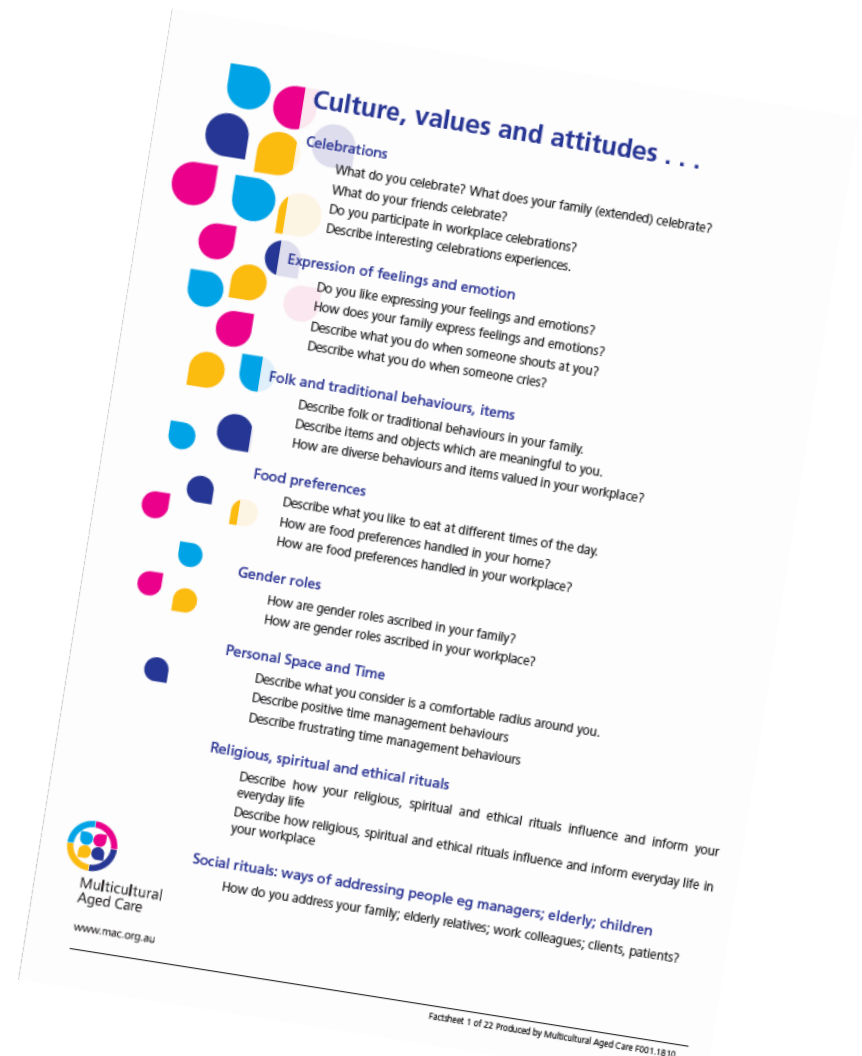 Culture, values and attitudes . . .
Celebrations
What do you celebrate? What does your family (extended) celebrate?
What do your friends celebrate?
Do you participate in workplace celebrations?
Describe interesting celebrations experiences.
Expression of feelings and emotion
Do you like expressing your feelings and emotions?
How does your family express feelings and emotions?
Describe what you do when someone shouts at you?
Describe what you do when someone cries?
Folk and traditional behaviours, items
Describe folk or traditional behaviours in your family.
Describe items and objects which are meaningful to you.
How are diverse behaviours and items valued in your workplace?
Food preferences
Describe what you like to eat at different times of the day.
How are food preferences handled in your home?
How are food preferences handled in your workplace?
Gender roles
How are gender roles ascribed in your family?
How are gender roles ascribed in your workplace?
Personal Space and Time
Describe what you consider is a comfortable radius around you.
Describe positive time management behaviours
Describe frustrating time management behaviours
Religious, spiritual and ethical rituals
Describe how your religious, spiritual and ethical rituals influence and inform your
everyday life
Describe how religious, spiritual and ethical rituals influence and inform everyday life in
your workplace
Social rituals: ways of addressing people eg managers; elderly; children
How do you address your family; elderly relatives; work colleagues; clients, patients?
Multicultural
Aged Care
www.mac.org.au
Factsheet 1 of 22 Produced by Multicultural Aged Care F001.1810